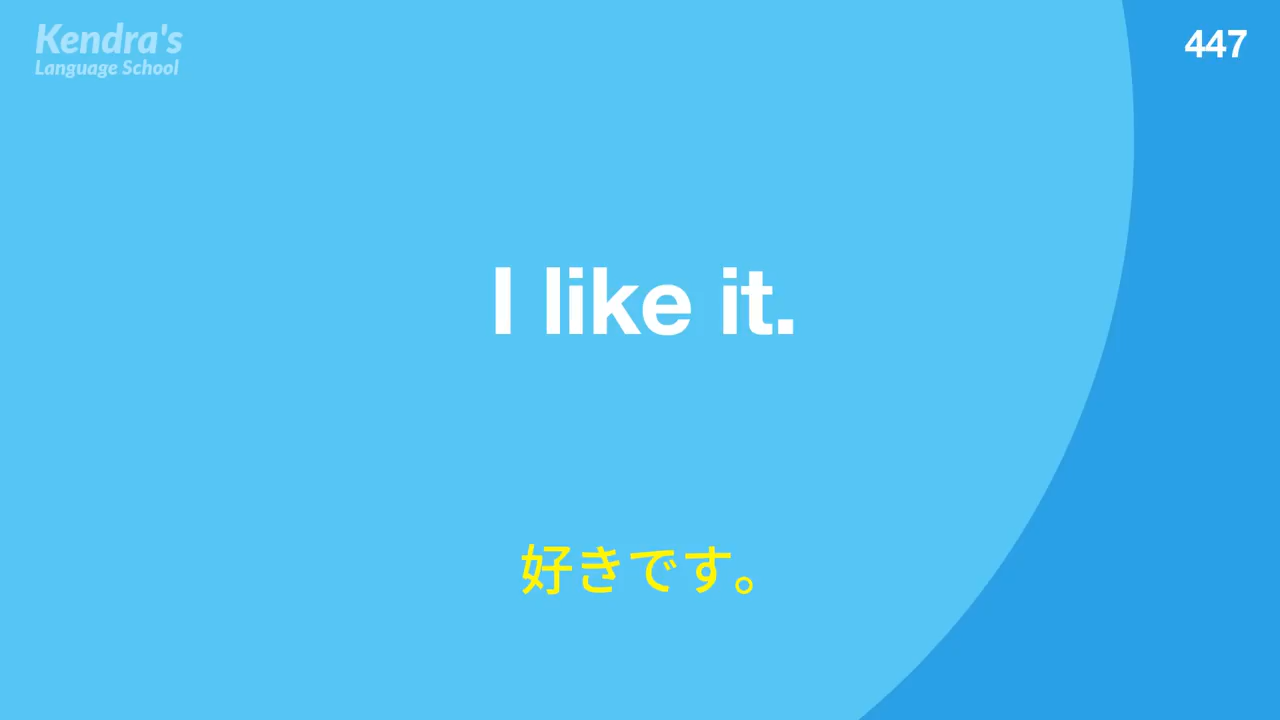 Kendra's
Language School
447
I like it.
好きです。